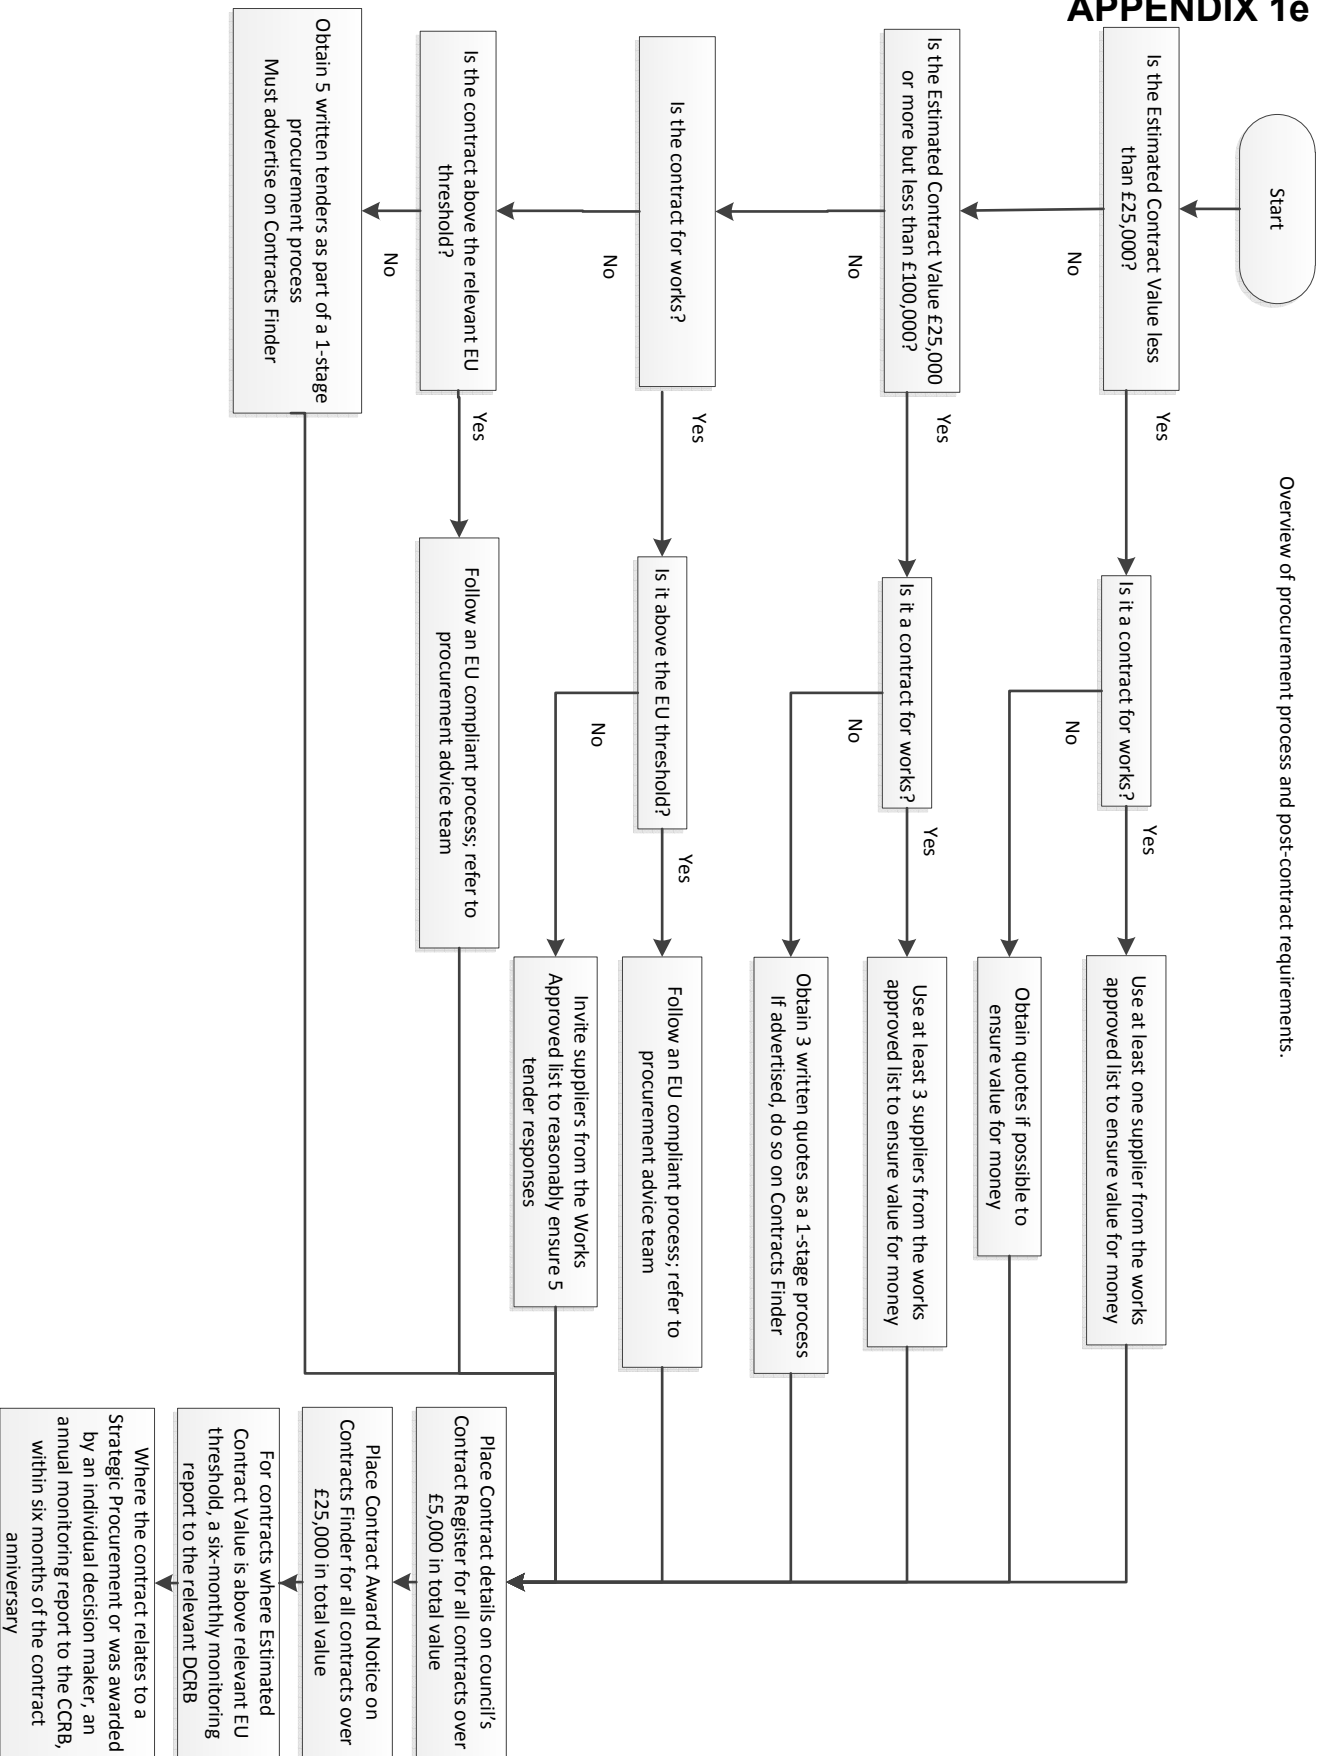 APPENDIX 1e
Overview of procurement process and post-contract requirements.
Start
Is the Estimated Contract Value less
than £25,000?
Yes
Is it a contract for works?
Yes
Use at least one supplier from the works
approved list to ensure value for money
No
Obtain quotes if possible to
ensure value for money
No
Is the Estimated Contract Value £25,000
or more but less than £100,000?
Yes
Is it a contract for works?
Yes
Use at least 3 suppliers from the works
approved list to ensure value for money
No
Obtain 3 written quotes as a 1-stage process
If advertised, do so on Contracts Finder
No
Is the contract for works?
Yes
Is it above the EU threshold?
Yes
Follow an EU compliant process; refer to
procurement advice team
No
Invite suppliers from the Works
Approved list to reasonably ensure 5
tender responses
No
Is the contract above the relevant EU
threshold?
Yes
Follow an EU compliant process; refer to
procurement advice team
No
Obtain 5 written tenders as part of a 1-stage
procurement process
Must advertise on Contracts Finder
Place Contract details on council's
Contract Register for all contracts over
£5,000 in total value
Place Contract Award Notice on
Contracts Finder for all contracts over
£25,000 in total value
For contracts where Estimated
Contract Value is above relevant EU
threshold, a six-monthly monitoring
report to the relevant DCRB
Where the contract relates to a
Strategic Procurement or was awarded
by an individual decision maker, an
annual monitoring report to the CCRB,
within six months of the contract
anniversary